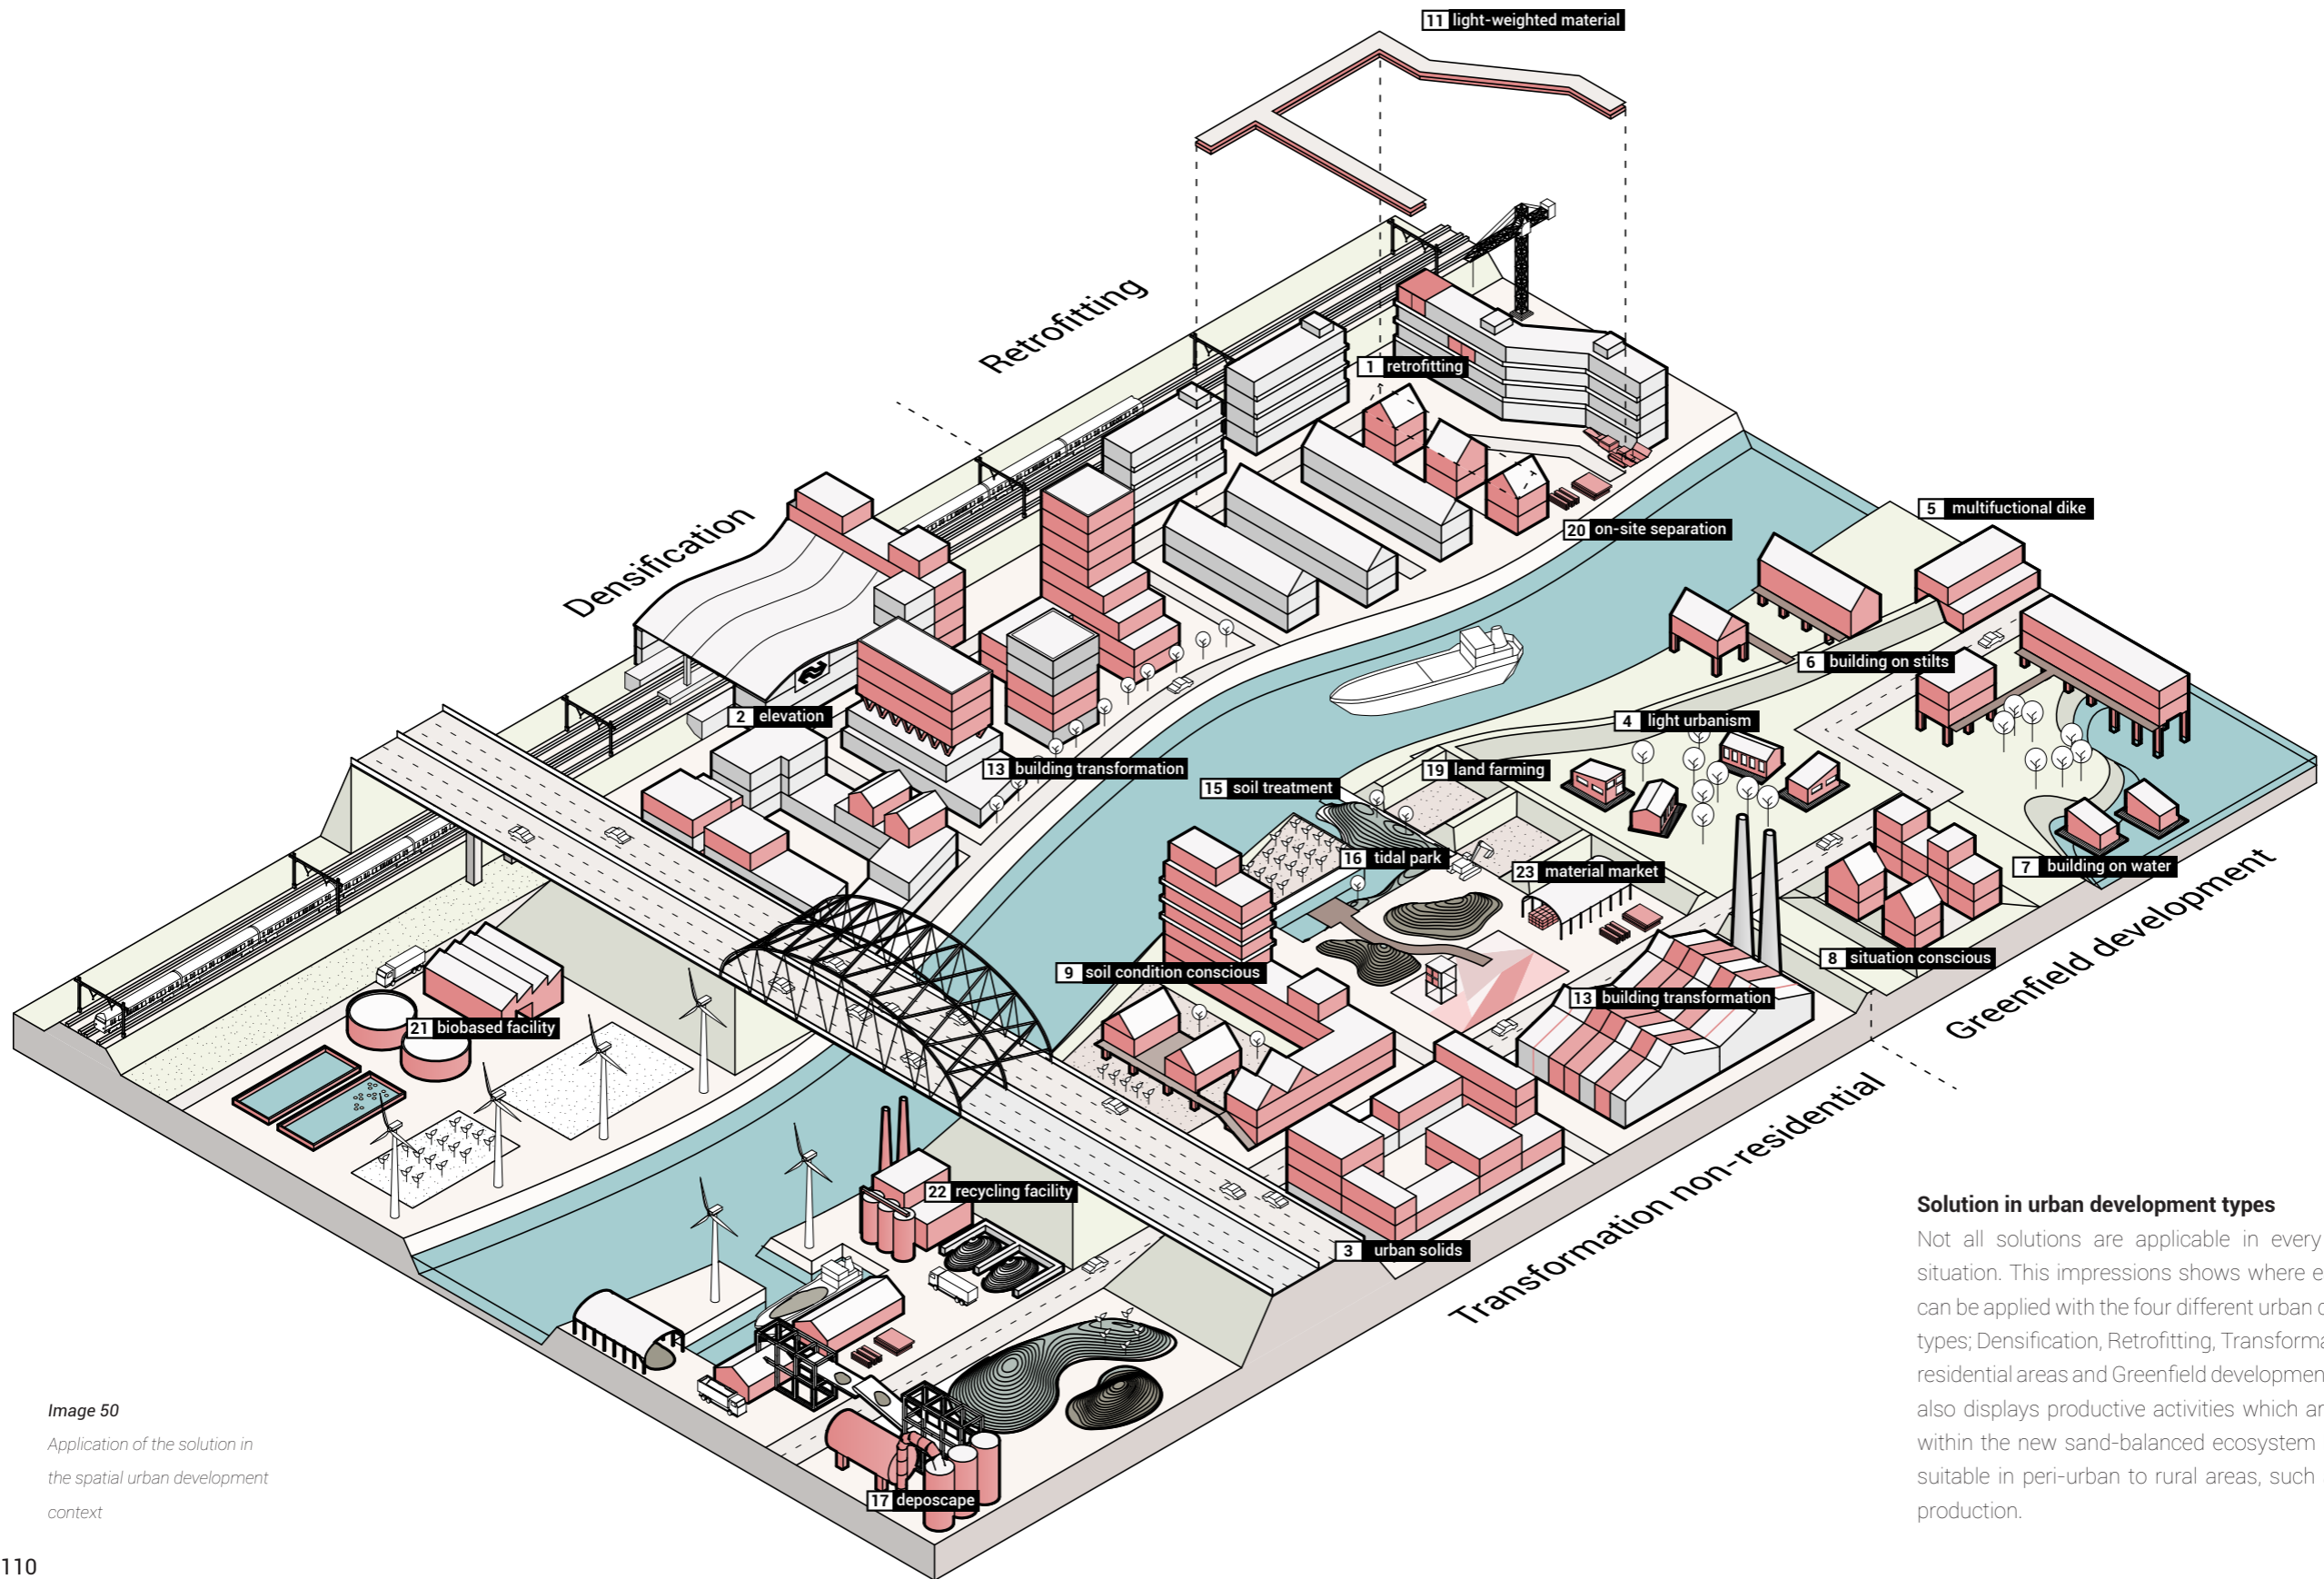 11 light-weighted material
Retrofitting
1 retrofitting
5 multifuctional dike
Densification
20 on-site separation
6 building on stilts
2 elevation
4 light urbanism
13 building transformation
19 land farming
15 soil treatment
16 tidal park
23 material market
7 building on water
Greenfield development
9 soil condition conscious
8 situation conscious
13 building transformation
21 biobased facility
Transformation non-residential
22 recycling facility
3 urban solids
17 deposcape
Solution in urban development types
Not all solutions are applicable in every
situation. This impressions shows where e
can be applied with the four different urban
types; Densification, Retrofitting, Transforma
residential areas and Greenfield development
also displays productive activities which ar
within the new sand-balanced ecosystem
suitable in peri-urban to rural areas, such
production.
Image 50
Application of the solution in
the spatial urban development
context
110